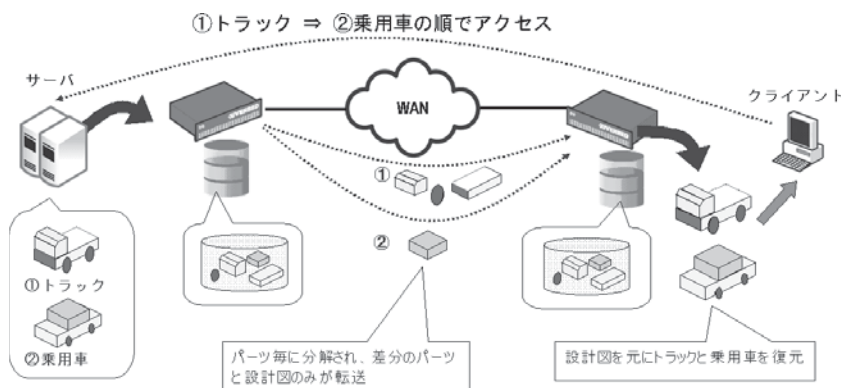 ①トラック ⇒ ②乗用車の順でアクセス
サーバ
WAN
クライアント
①
②
①トラック
②乗用車
パーツ毎に分解され、差分のパーツ
と設計図のみが転送
設計図を元にトラックと乗用車を復元